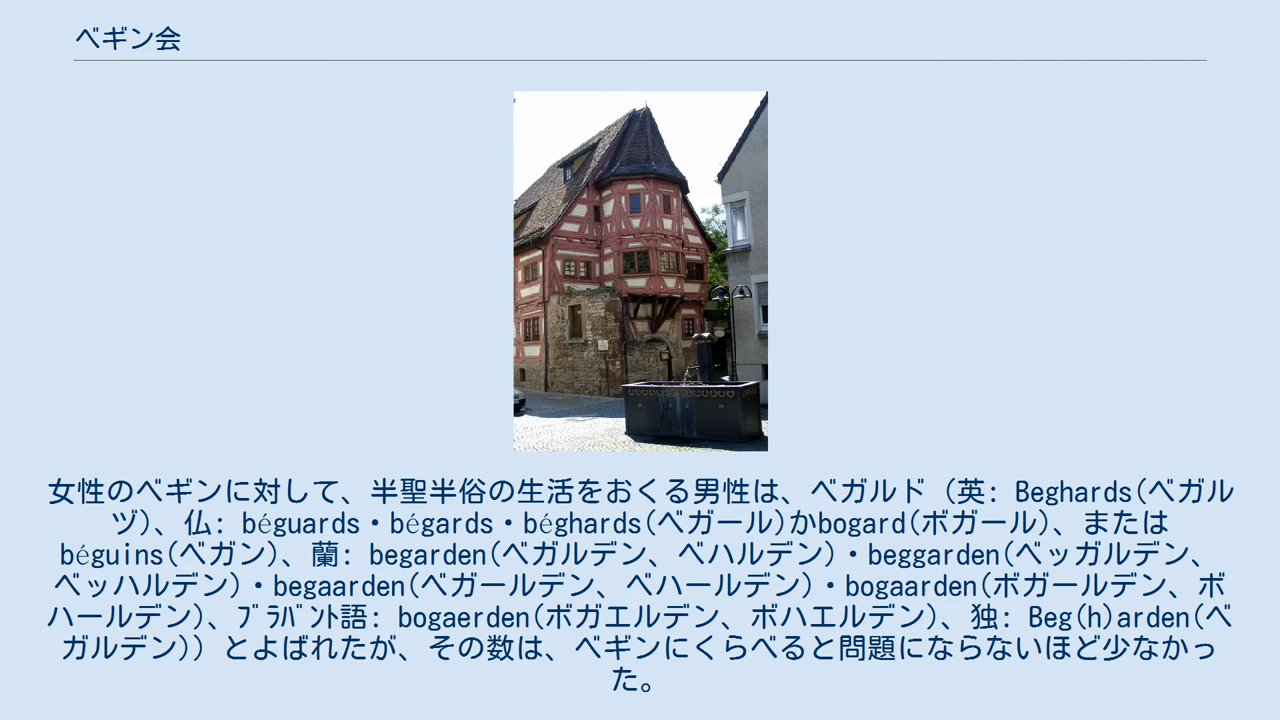 ベギン会
女性のベギンに対して、半聖半俗の生活をおくる男性は、ベガルド（英: Beghards(ベガル
ヅ)、仏: béguards・bégards・béghards(ベガール)かbogard(ボガール)、または
béguins(ベガン)、蘭: begarden(ベガルデン、ベハルデン)・beggarden(ベッガルデン、
ベッハルデン)・begaarden(ベガールデン、ベハールデン)・bogaarden(ボガールデン、ボ
ハールデン)、ﾌﾞﾗﾊﾞﾝﾄ語: bogaerden(ボガエルデン、ボハエルデン)、独: Beg(h)arden(ベ
ガルデン)）とよばれたが、その数は、ベギンにくらべると問題にならないほど少なかっ
た。